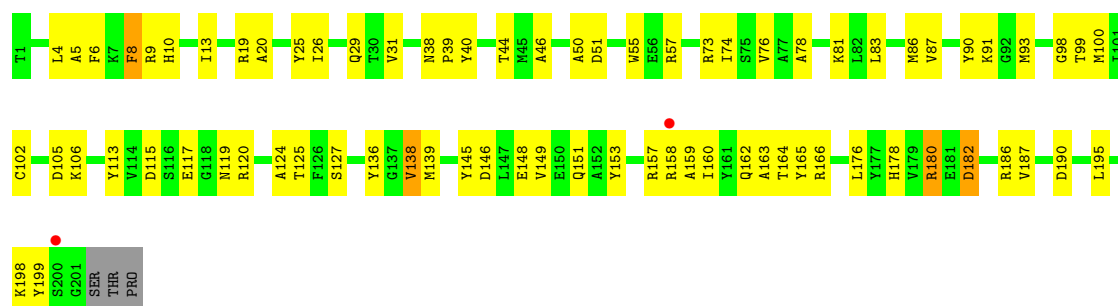 T1 L4 A5 F6 K7 F8 R9 H10 I13 R19 A20 Y25 I26 Q29 T30 V31 N38 P39 Y40 T44 M45 A46 A50 D51 W55 E56 R57 R73 I74 S75 V76 A77 A78 K81 L82 L83 M86 V87 Y90 K91 G92 M93 G98 T99 M100 I101
C102 D105 K106 Y113 V114 D115 S116 E117 G118 N119 R120 A124 T125 F126 S127 Y136 G137 V138 M139 Y145 D146 L147 E148 V149 E150 Q151 A152 Y153 R157 R158 A159 I160 Y161 Q162 A163 T164 Y165 R166 L176 Y177 H178 V179 R180 E181 D182 R186 V187 D190 L195
K198 Y199 S200 G201 SER THR PRO